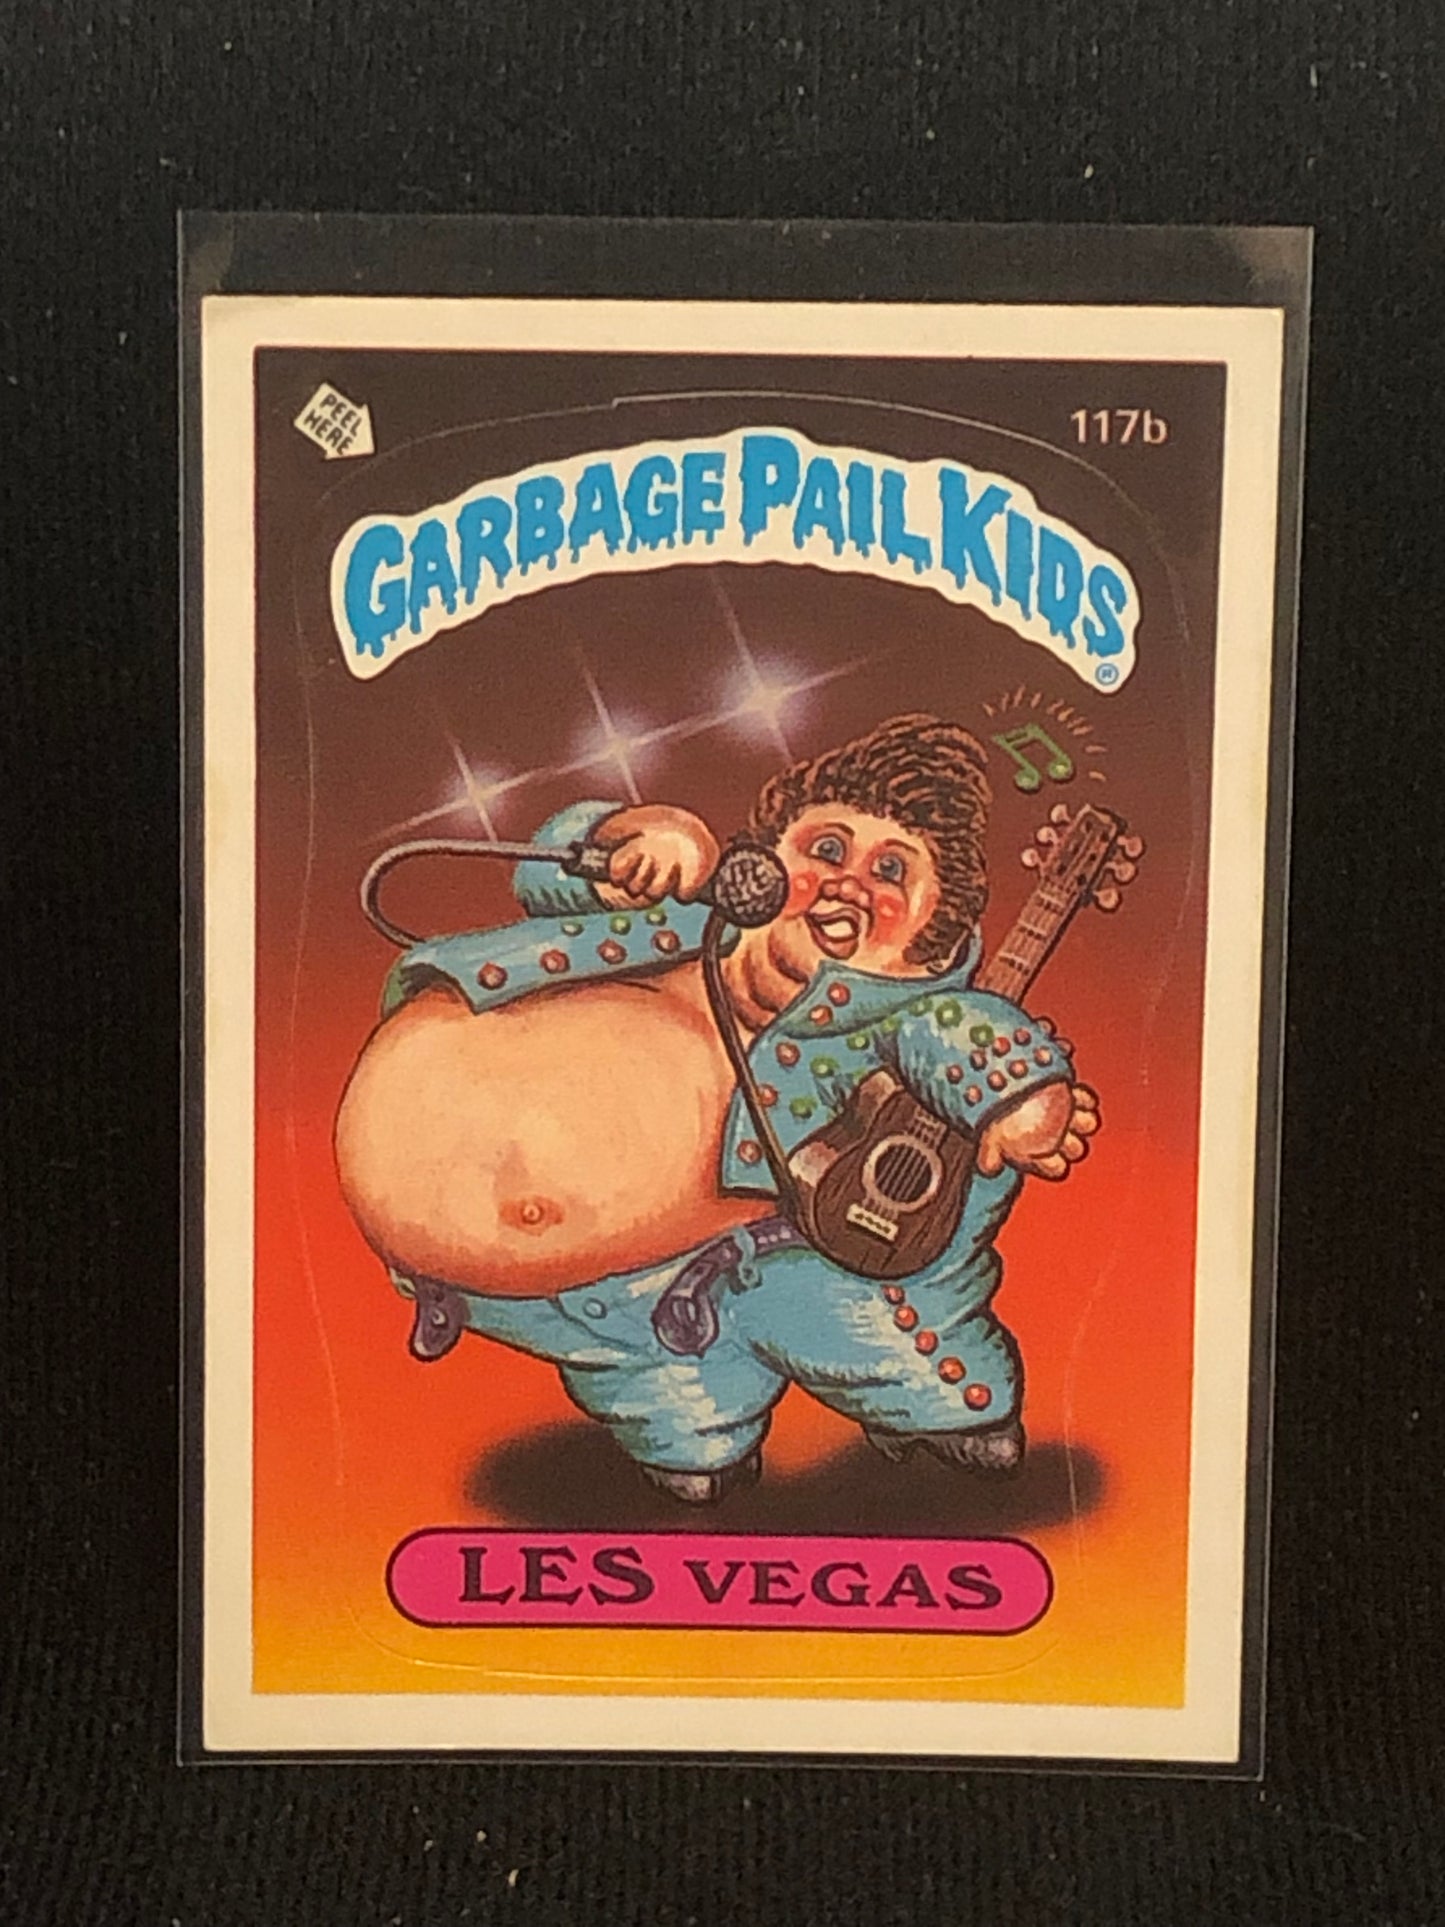 PEEL
HERE
117b
GARBAGE PAIL KIDS
®
LES VEGAS